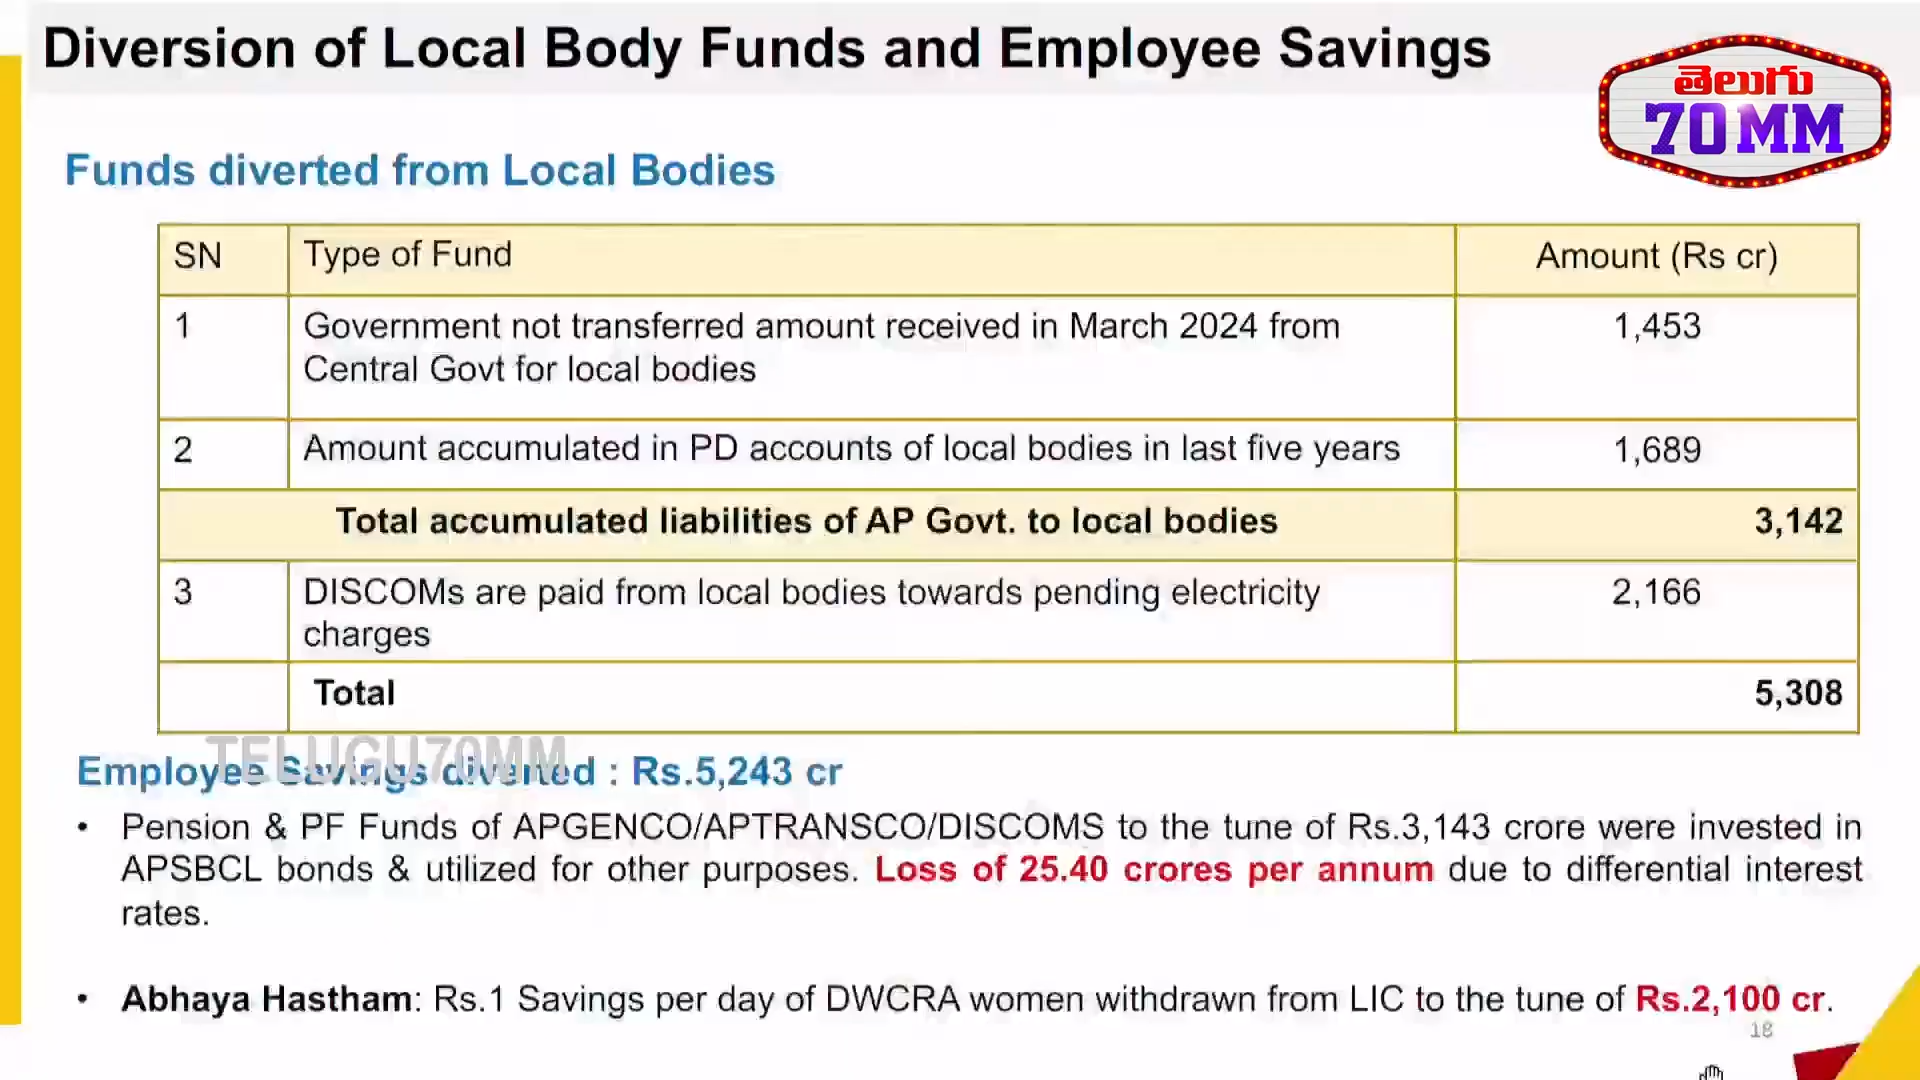 Diversion of Local Body Funds and Employee Savings
తెలుగు
70MM
Funds diverted from Local Bodies
SN Type of Fund Amount (Rs cr)
1 Government not transferred amount received in March 2024 from 1,453
Central Govt for local bodies
2 Amount accumulated in PD accounts of local bodies in last five years 1,689
Total accumulated liabilities of AP Govt. to local bodies 3,142
3 DISCOMs are paid from local bodies towards pending electricity 2,166
charges
Total 5,308
TELUGU70MM
Employee Savings diverted : Rs.5,243 cr
• Pension & PF Funds of APGENCO/APTRANSCO/DISCOMS to the tune of Rs.3,143 crore were invested in
APSBCL bonds & utilized for other purposes. Loss of 25.40 crores per annum due to differential interest
rates.
• Abhaya Hastham: Rs.1 Savings per day of DWCRA women withdrawn from LIC to the tune of Rs.2,100 cr.
18